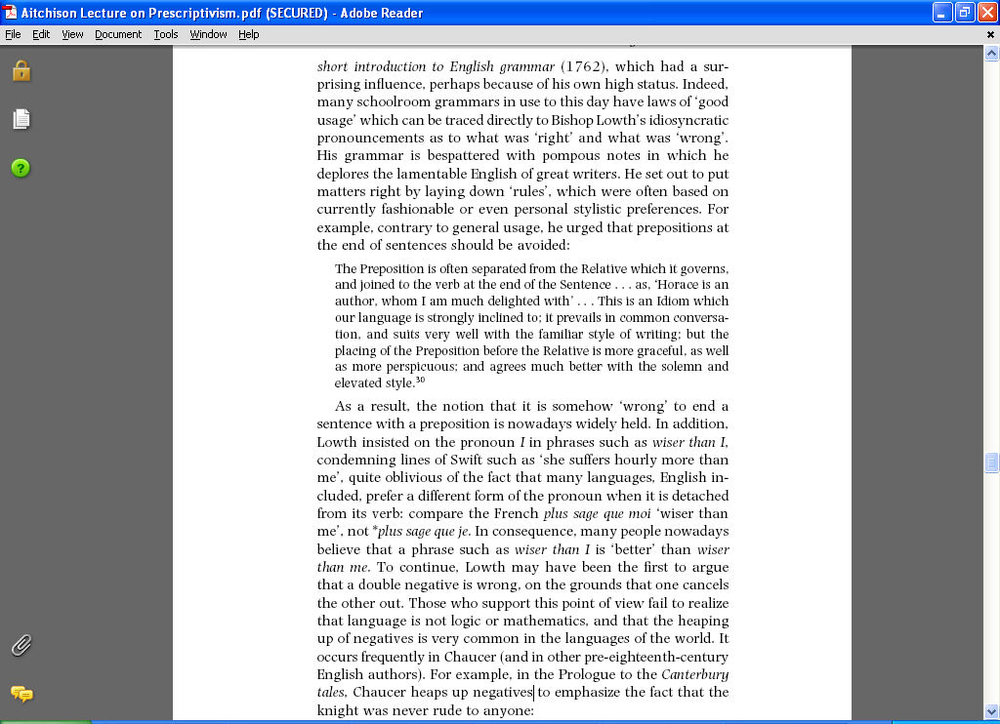 Aitchison Lecture on Prescriptivism.pdf (SECURED) - Adobe Reader
File Edit View Document Tools Window Help
short introduction to English grammar (1762), which had a sur-
prising influence, perhaps because of his own high status. Indeed,
many schoolroom grammars in use to this day have laws of ‘good
usage’ which can be traced directly to Bishop Lowth’s idiosyncratic
pronouncements as to what was ‘right’ and what was ‘wrong’.
His grammar is bespattered with pompous notes in which he
deplores the lamentable English of great writers. He set out to put
matters right by laying down ‘rules’, which were often based on
currently fashionable or even personal stylistic preferences. For
example, contrary to general usage, he urged that prepositions at
the end of sentences should be avoided:
The Preposition is often separated from the Relative which it governs,
and joined to the verb at the end of the Sentence . . . as, ‘Horace is an
author, whom I am much delighted with’ . . . This is an Idiom which
our language is strongly inclined to; it prevails in common conversa-
tion, and suits very well with the familiar style of writing; but the
placing of the Preposition before the Relative is more graceful, as well
as more perspicuous; and agrees much better with the solemn and
elevated style.³⁰
As a result, the notion that it is somehow ‘wrong’ to end a
sentence with a preposition is nowadays widely held. In addition,
Lowth insisted on the pronoun I in phrases such as wiser than I,
condemning lines of Swift such as ‘she suffers hourly more than
me’, quite oblivious of the fact that many languages, English in-
cluded, prefer a different form of the pronoun when it is detached
from its verb: compare the French plus sage que moi ‘wiser than
me’, not *plus sage que je. In consequence, many people nowadays
believe that a phrase such as wiser than I is ‘better’ than wiser
than me. To continue, Lowth may have been the first to argue
that a double negative is wrong, on the grounds that one cancels
the other out. Those who support this point of view fail to realize
that language is not logic or mathematics, and that the heaping
up of negatives is very common in the languages of the world. It
occurs frequently in Chaucer (and in other pre-eighteenth-century
English authors). For example, in the Prologue to the Canterbury
tales, Chaucer heaps up negatives to emphasize the fact that the
knight was never rude to anyone: